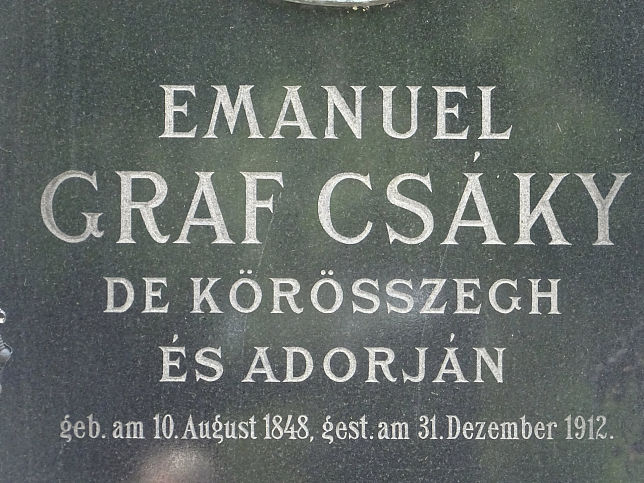 EMANUEL
GRAF CSÁKY
DE KÖRÖSSZEGH
ÉS ADORJÁN
geb. am 10. August 1848, gest. am 31. Dezember 1912.